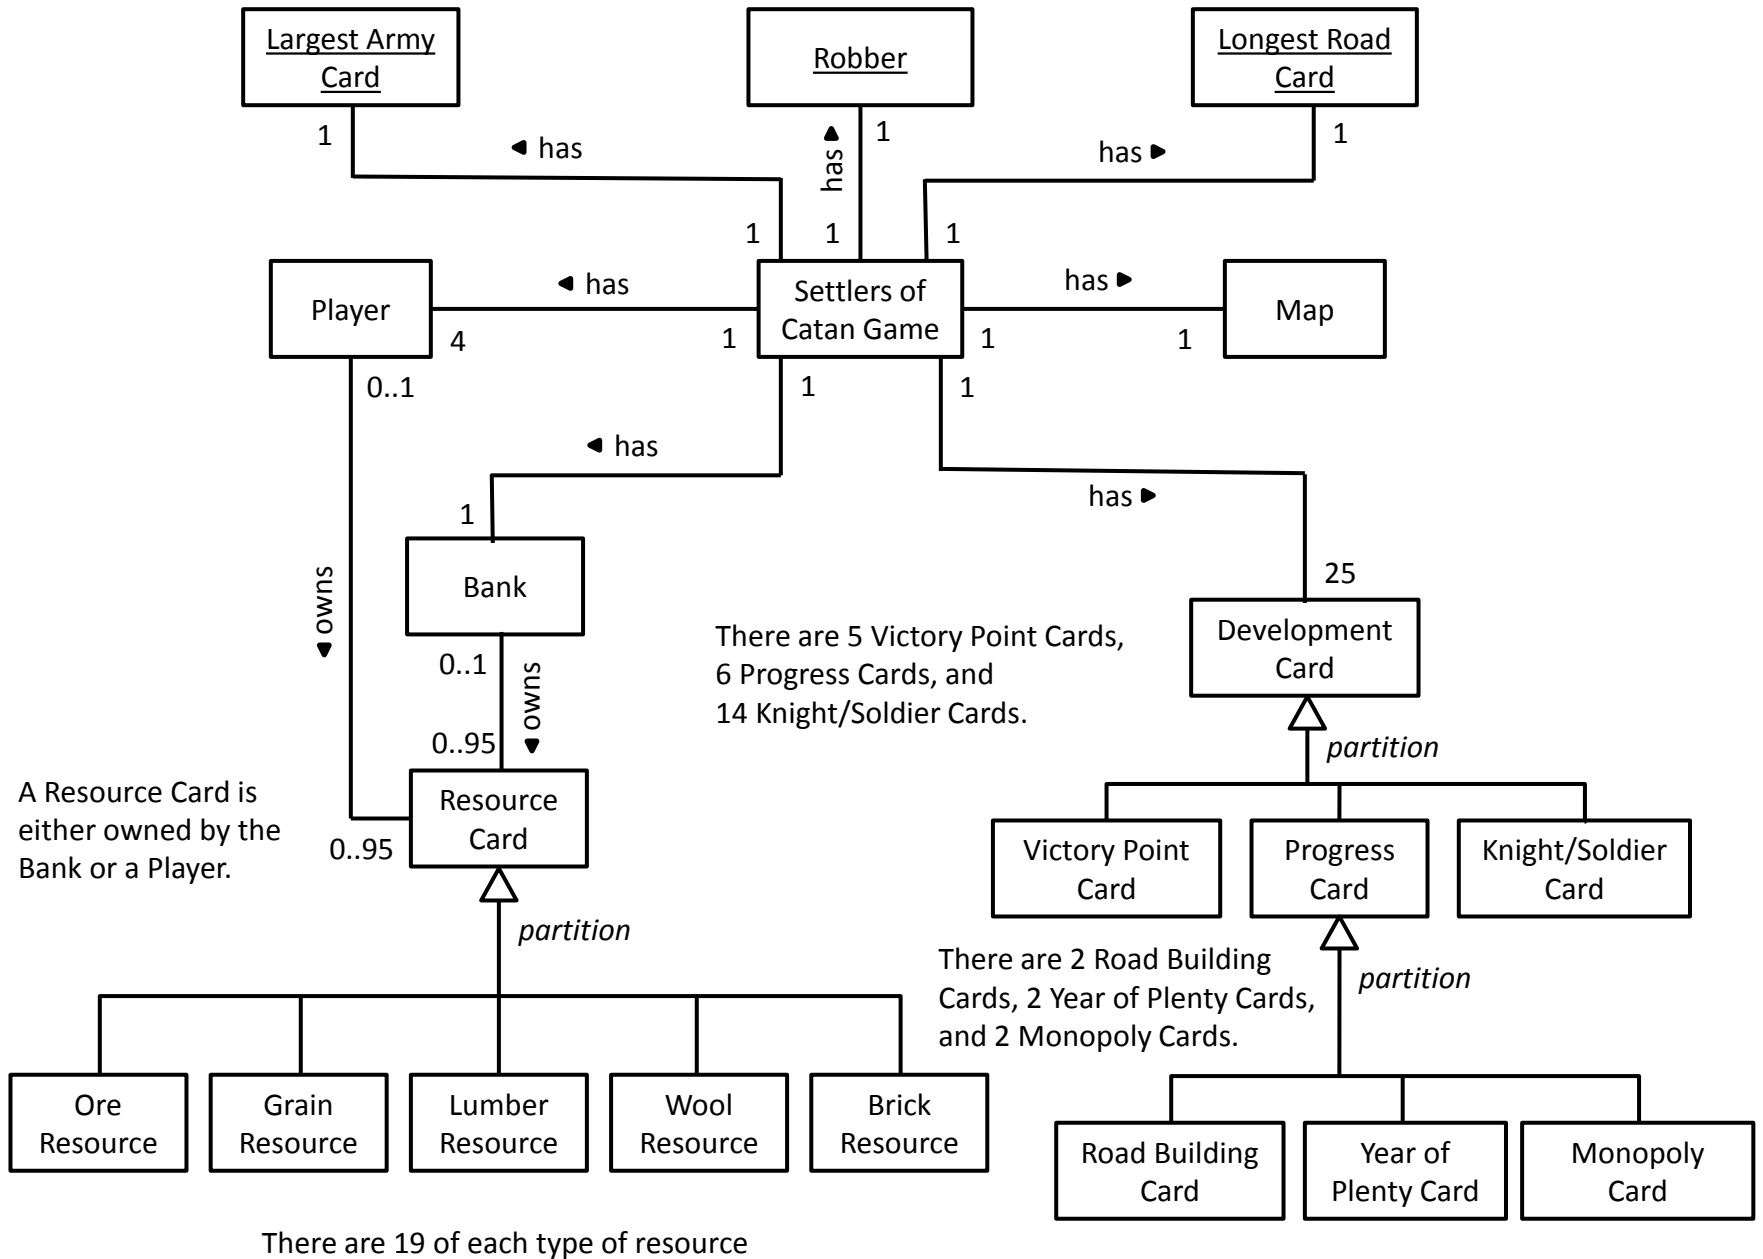 Largest Army
Card
Robber
Longest Road
Card
1
1
1
◄ has
has ►
has ►
1
1
1
Player
◄ has
Settlers of
Catan Game
has ►
Map
4
1
1
1
0..1
1
1
◄ has
has ►
1
Bank
25
◄ owns
0..1
◄ owns
0..95
There are 5 Victory Point Cards,
6 Progress Cards, and
14 Knight/Soldier Cards.
Development
Card
partition
A Resource Card is
either owned by the
Bank or a Player.
0..95
Resource
Card
partition
Victory Point
Card
Progress
Card
Knight/Soldier
Card
There are 2 Road Building
Cards, 2 Year of Plenty Cards,
and 2 Monopoly Cards.
partition
Ore
Resource
Grain
Resource
Lumber
Resource
Wool
Resource
Brick
Resource
Road Building
Card
Year of
Plenty Card
Monopoly
Card
There are 19 of each type of resource